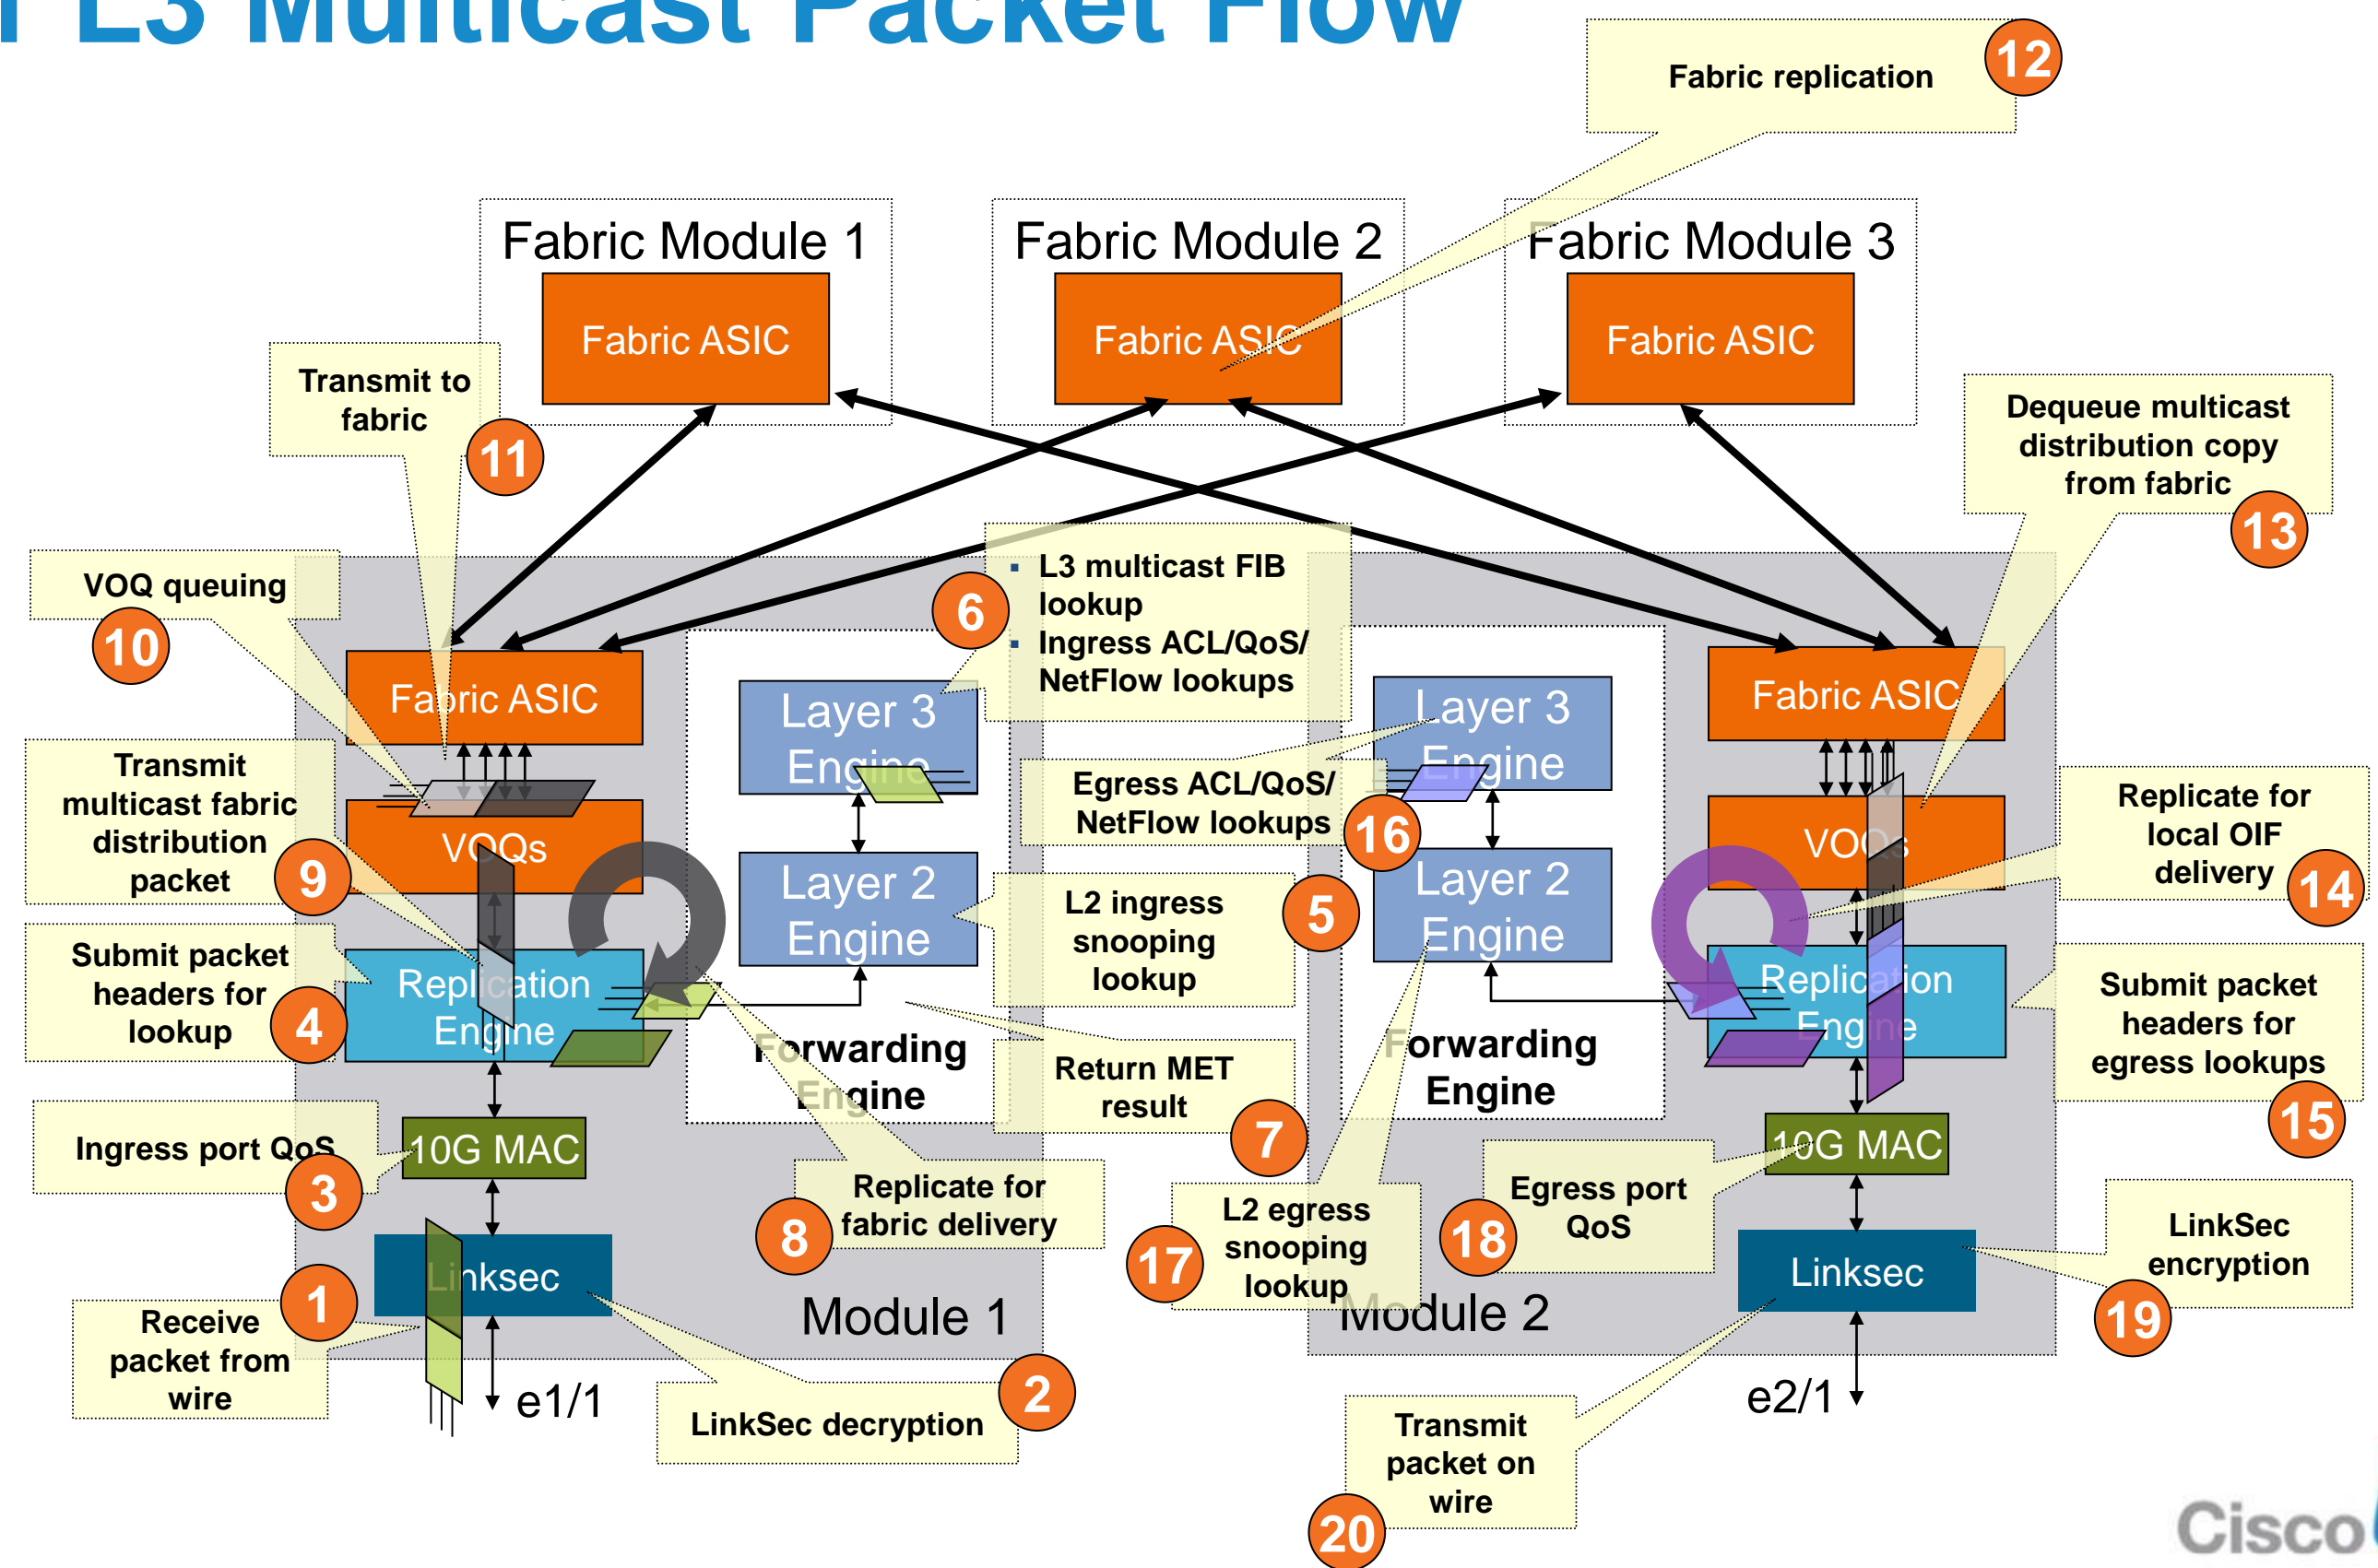 L3 Multicast Packet Flow
Fabric replication
12
Fabric Module 1
Fabric Module 2
Fabric Module 3
Fabric ASIC
Fabric ASIC
Fabric ASIC
Transmit to
fabric
11
Dequeue multicast
distribution copy
from fabric
13
VOQ queuing
10
L3 multicast FIB
lookup
Ingress ACL/QoS/
NetFlow lookups
6
Fabric ASIC
Layer 3
Engine
Layer 3
Engine
Fabric ASIC
Transmit
multicast fabric
distribution
packet
9
Egress ACL/QoS/
NetFlow lookups
16
Replicate for
local OIF
delivery
14
VOQs
Layer 2
Engine
L2 ingress
snooping
lookup
5
Layer 2
Engine
VOQs
Submit packet
headers for
lookup
4
Replication
Engine
Replication
Engine
Submit packet
headers for
egress lookups
15
Forwarding
Engine
Return MET
result
7
Forwarding
Engine
Ingress port QoS
3
10G MAC
10G MAC
Replicate for
fabric delivery
8
L2 egress
snooping
lookup
17
Egress port
QoS
18
LinkSec
encryption
19
Linksec
Linksec
1
Receive
packet from
wire
Module 1
Module 2
e1/1
LinkSec decryption
2
e2/1
Transmit
packet on
wire
20
Cisco